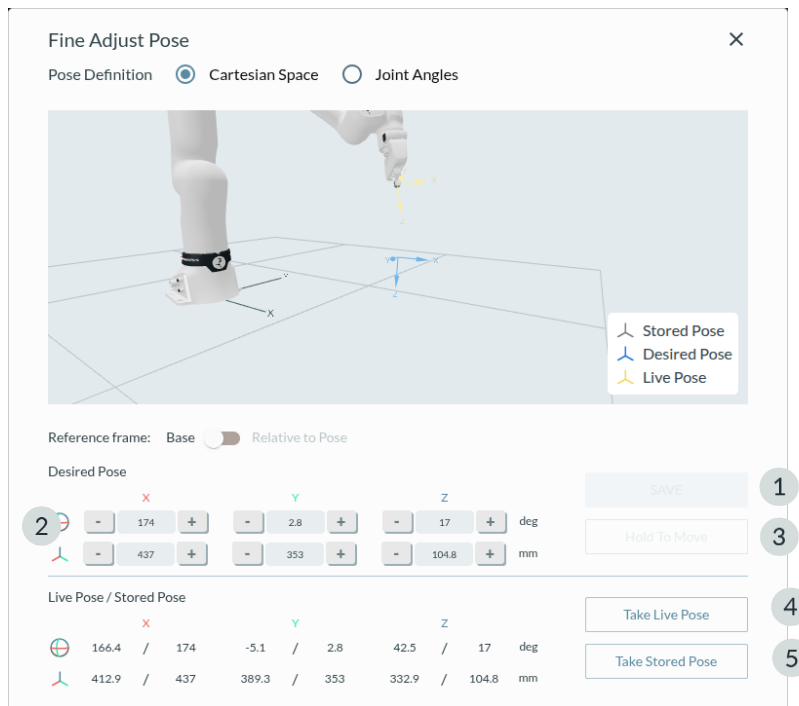 Fine Adjust Pose
Pose Definition Cartesian Space Joint Angles
X
Z
Y X
Z
Y
X
Stored Pose
Desired Pose
Live Pose
Reference frame: Base Relative to Pose
Desired Pose
SAVE 1
X Y Z
2 - 174 + - 2.8 + - 17 + deg
Hold To Move 3
- 437 + - 353 + - 104.8 + mm
Live Pose / Stored Pose
Take Live Pose 4
X Y Z
166.4 / 174 -5.1 / 2.8 42.5 / 17 deg
Take Stored Pose 5
412.9 / 437 389.3 / 353 332.9 / 104.8 mm